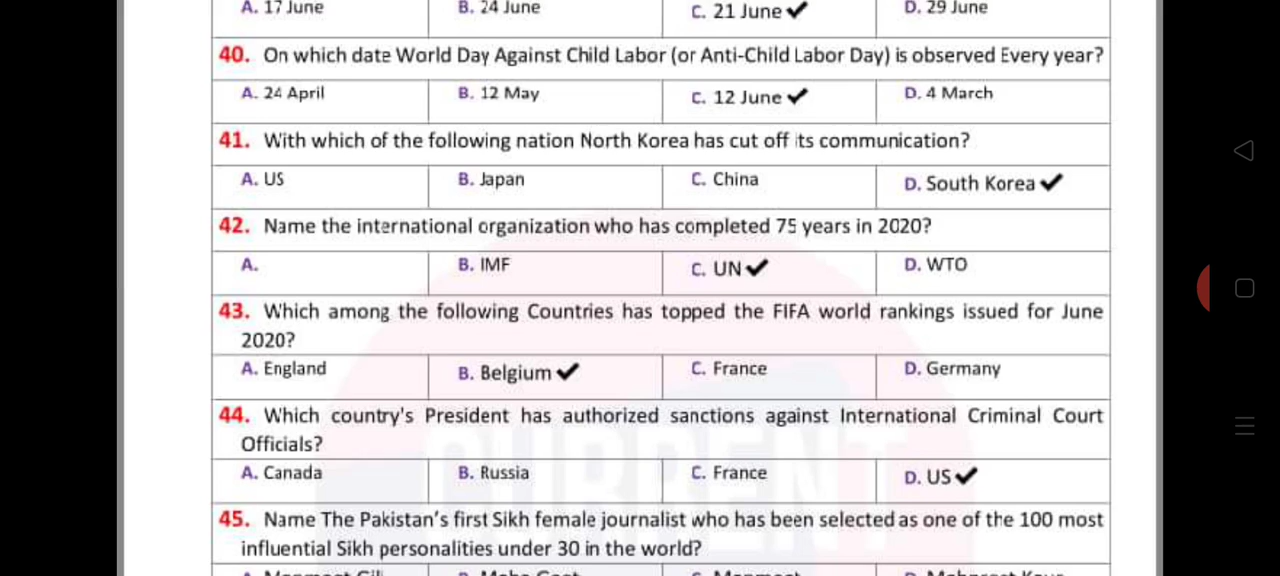 A. 17 June B. 24 June C. 21 June ✔ D. 29 June
40. On which date World Day Against Child Labor (or Anti-Child Labor Day) is observed Every year?
A. 24 April B. 12 May C. 12 June ✔ D. 4 March
41. With which of the following nation North Korea has cut off its communication?
A. US B. Japan C. China D. South Korea ✔
42. Name the international organization who has completed 75 years in 2020?
A. B. IMF C. UN ✔ D. WTO
43. Which among the following Countries has topped the FIFA world rankings issued for June
2020?
A. England B. Belgium ✔ C. France D. Germany
44. Which country's President has authorized sanctions against International Criminal Court
Officials?
A. Canada B. Russia C. France D. US ✔
CURRENT
45. Name The Pakistan's first Sikh female journalist who has been selected as one of the 100 most
influential Sikh personalities under 30 in the world?